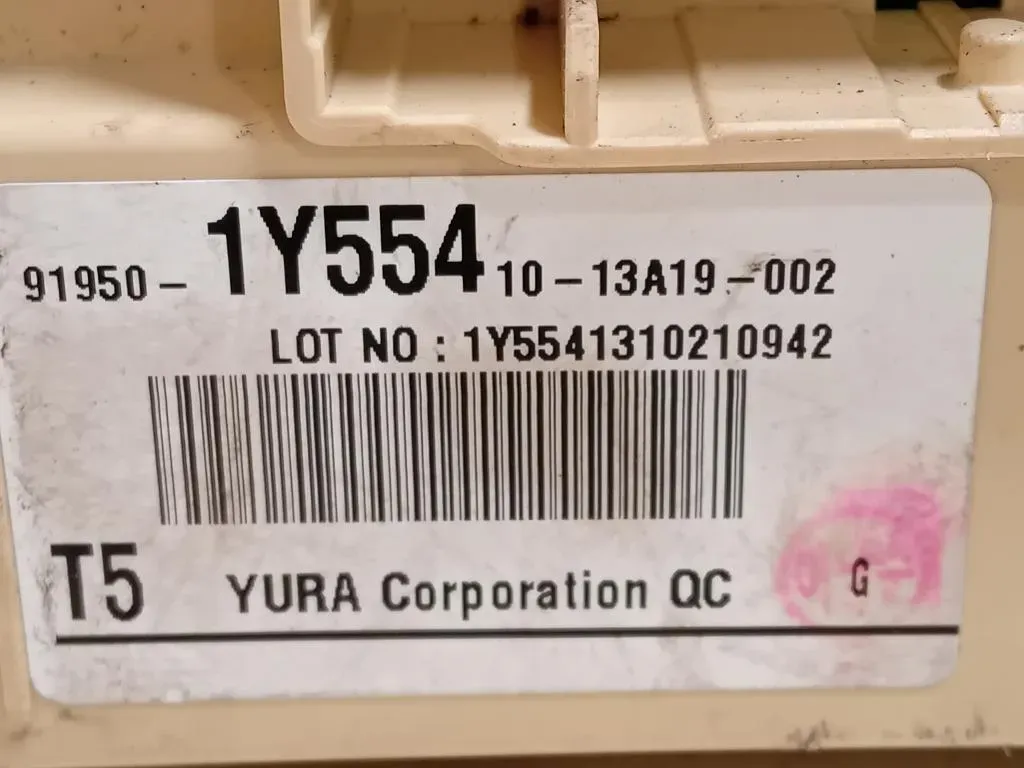 91950-1Y554 10-13A19-002
LOT NO : 1Y5541310210942
T5 YURA Corporation QC G